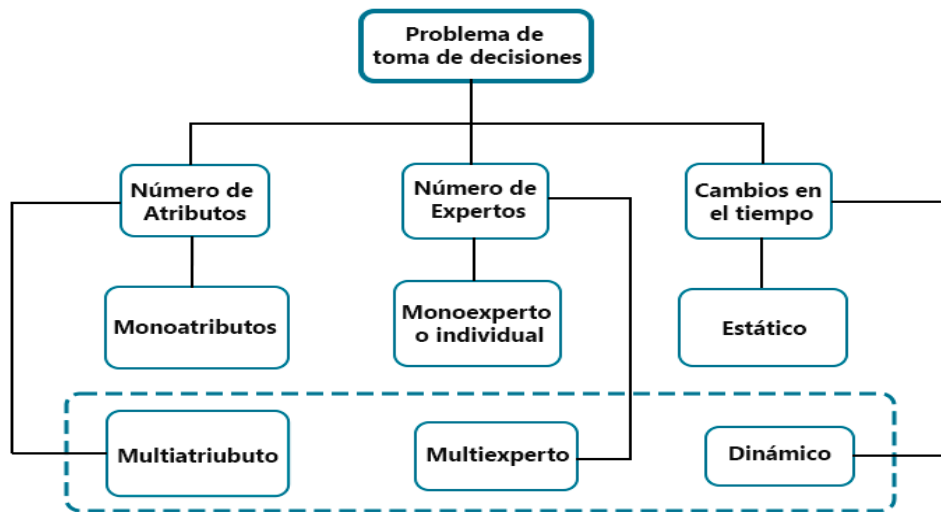 Problema de
toma de decisiones
Número de
Atributos
Número de
Expertos
Cambios en
el tiempo
Monoatributos
Monoexperto
o individual
Estático
Multiatriubuto
Multiexperto
Dinámico